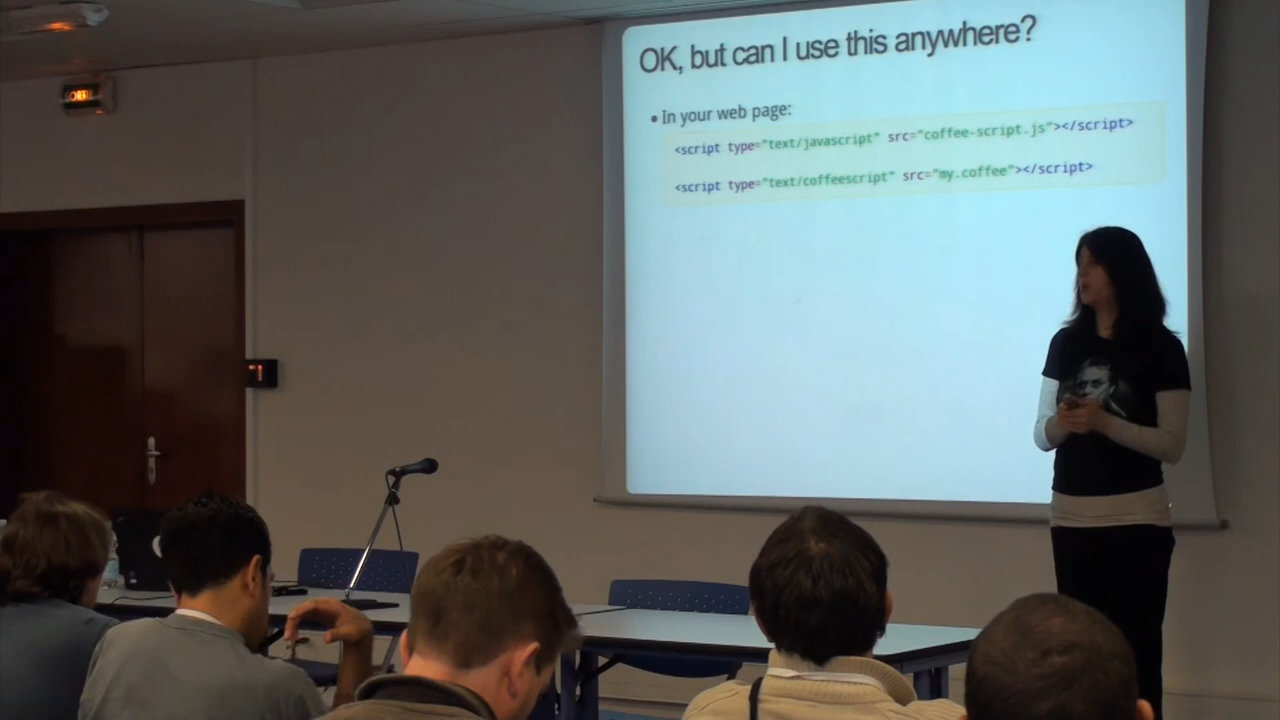 OK, but can I use this anywhere?
SORTIE
• In your web page:
<script type="text/javascript" src="coffee-script.js"></script>
<script type="text/coffeescript" src="my.coffee"></script>